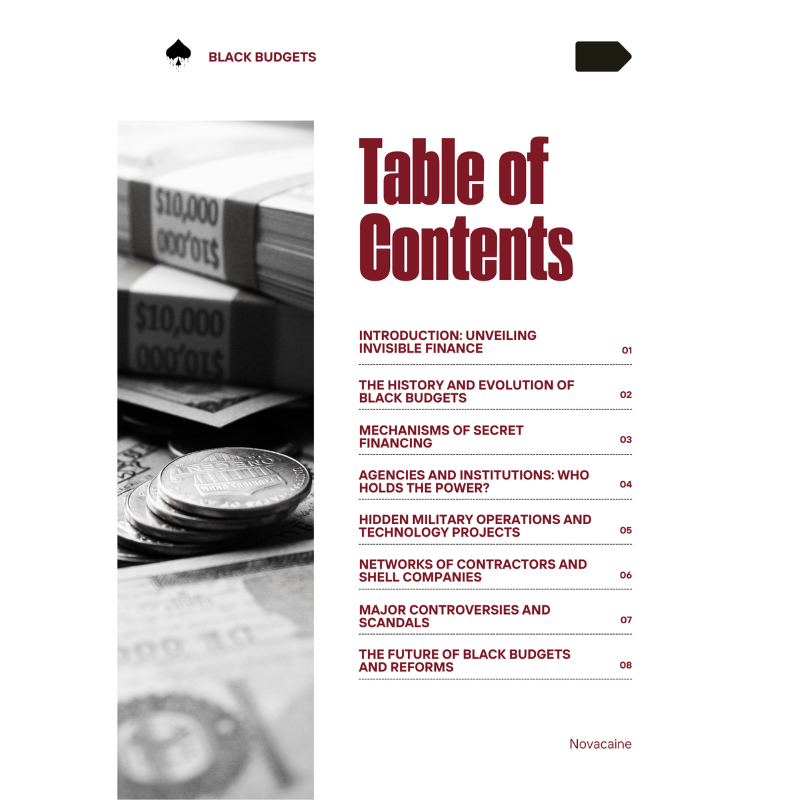 BLACK BUDGETS
$10,000
$10,000
$10,000
$10,000
Table of
Contents
INTRODUCTION: UNVEILING
INVISIBLE FINANCE
01
THE HISTORY AND EVOLUTION OF
BLACK BUDGETS
02
MECHANISMS OF SECRET
FINANCING
03
AGENCIES AND INSTITUTIONS: WHO
HOLDS THE POWER?
04
HIDDEN MILITARY OPERATIONS AND
TECHNOLOGY PROJECTS
05
NETWORKS OF CONTRACTORS AND
SHELL COMPANIES
06
MAJOR CONTROVERSIES AND
SCANDALS
07
THE FUTURE OF BLACK BUDGETS
AND REFORMS
08
Novacaine